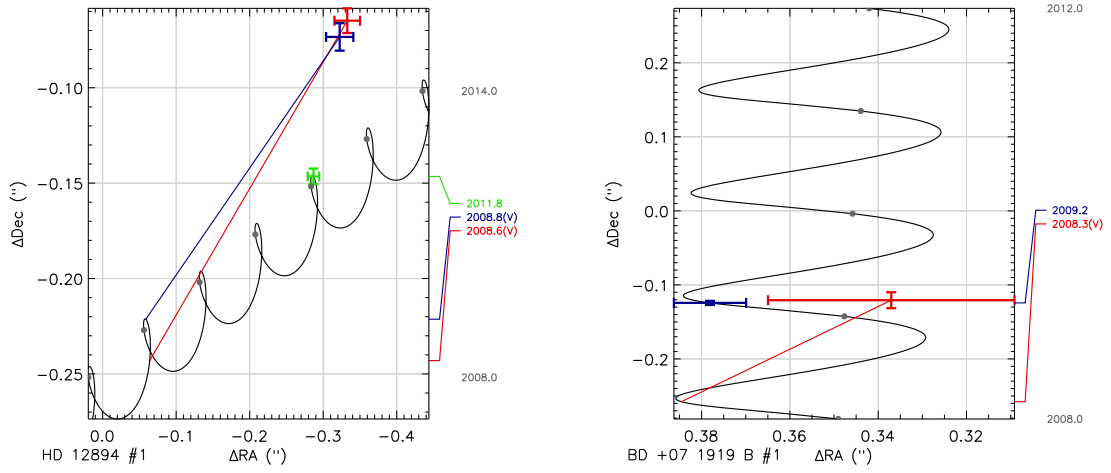 2014.0
−0.10
−0.15
−0.20
−0.25
ΔDec ('')
2011.8
2008.8(V)
2008.6(V)
2008.0
0.0
−0.1
−0.2
−0.3
−0.4
HD 12894 #1
ΔRA ('')
2012.0
0.2
0.1
0.0
−0.1
−0.2
ΔDec ('')
2009.2
2008.3(V)
2008.0
0.38
0.36
0.34
0.32
BD +07 1919 B #1
ΔRA ('')